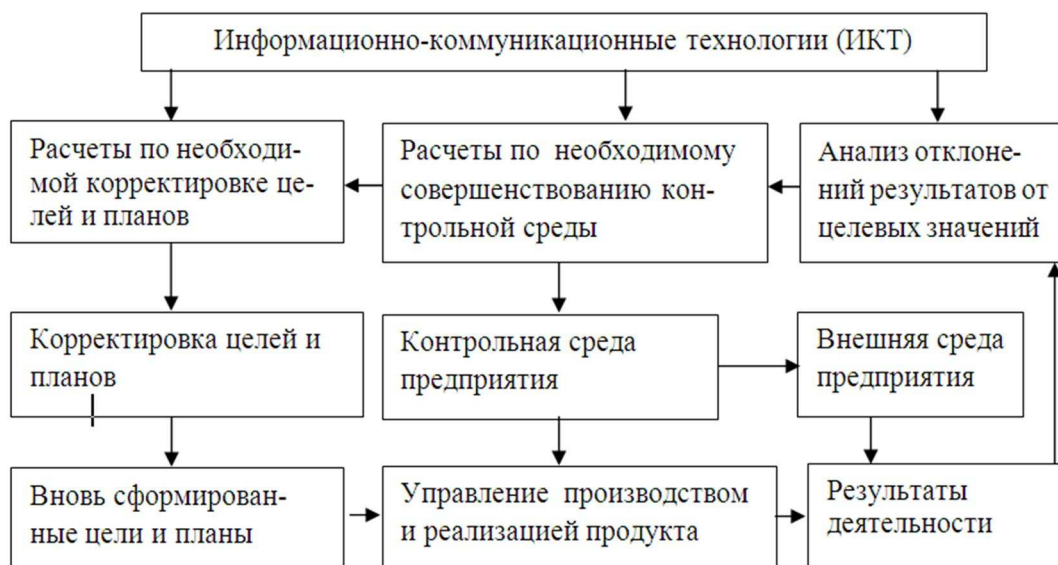 Информационно-коммуникационные технологии (ИКТ)
Расчеты по необходи-
мой корректировке це-
лей и планов
Расчеты по необходимому
совершенствованию кон-
трольной среды
Анализ отклоне-
ний результатов от
целевых значений
Корректировка целей и
планов
Контрольная среда
предприятия
Внешняя среда
предприятия
Вновь сформирован-
ные цели и планы
Управление производством
и реализацией продукта
Результаты
деятельности